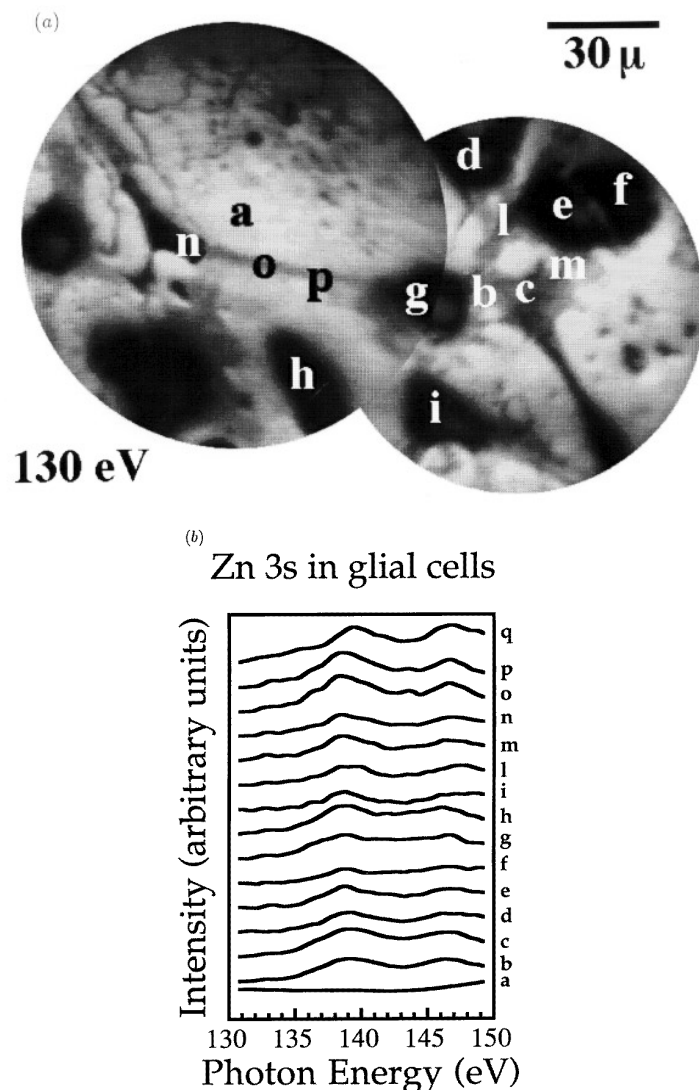 (a)
30 μ
d
e
f
a
l
n
m
o
p
g
b
c
h
i
130 eV
(b)
Zn 3s in glial cells
Intensity (arbitrary units)
q
p
o
n
m
l
i
h
g
f
e
d
c
b
a
130 135 140 145 150
Photon Energy (eV)